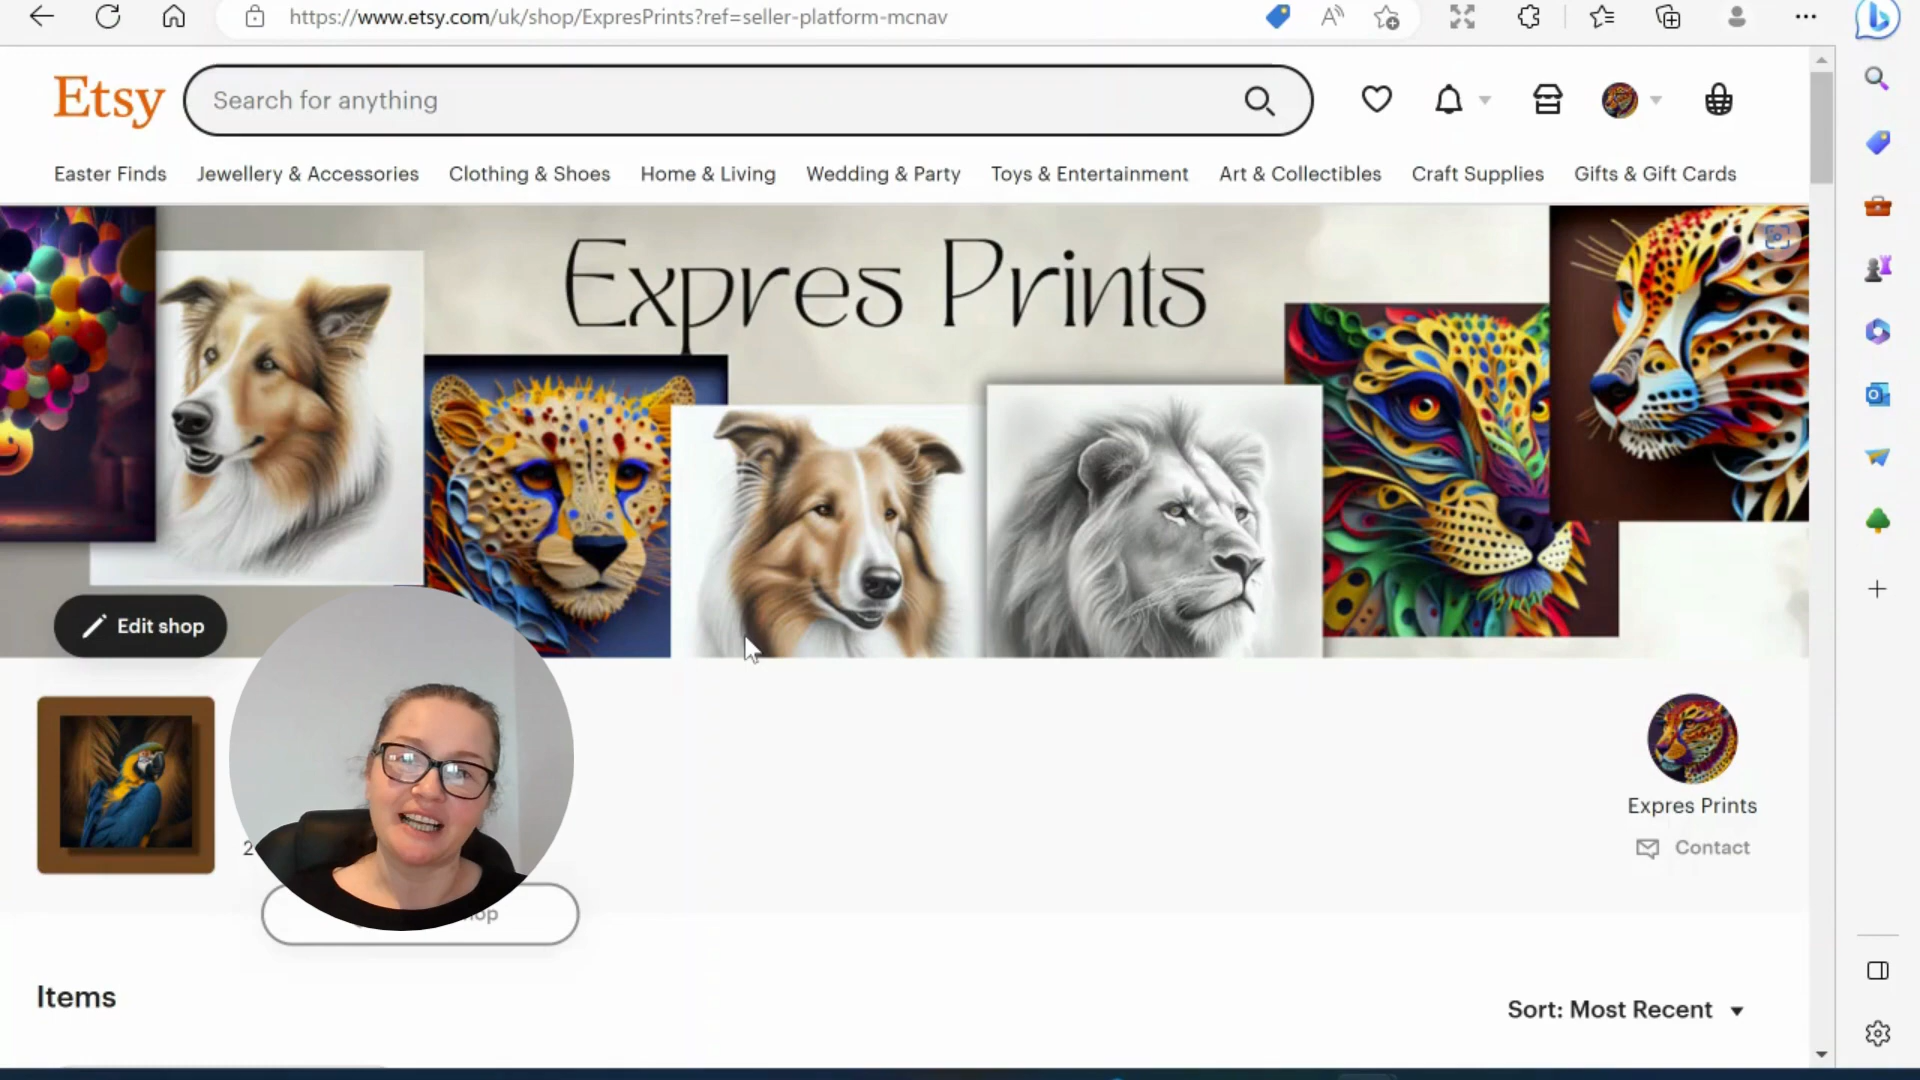 https://www.etsy.com/uk/shop/ExpresPrints?ref=seller-platform-mcnav
Etsy
Search for anything
Easter Finds Jewellery & Accessories Clothing & Shoes Home & Living Wedding & Party Toys & Entertainment Art & Collectibles Craft Supplies Gifts & Gift Cards
Expres Prints
Edit shop
Expres Prints
2
Contact
op
Items
Sort: Most Recent